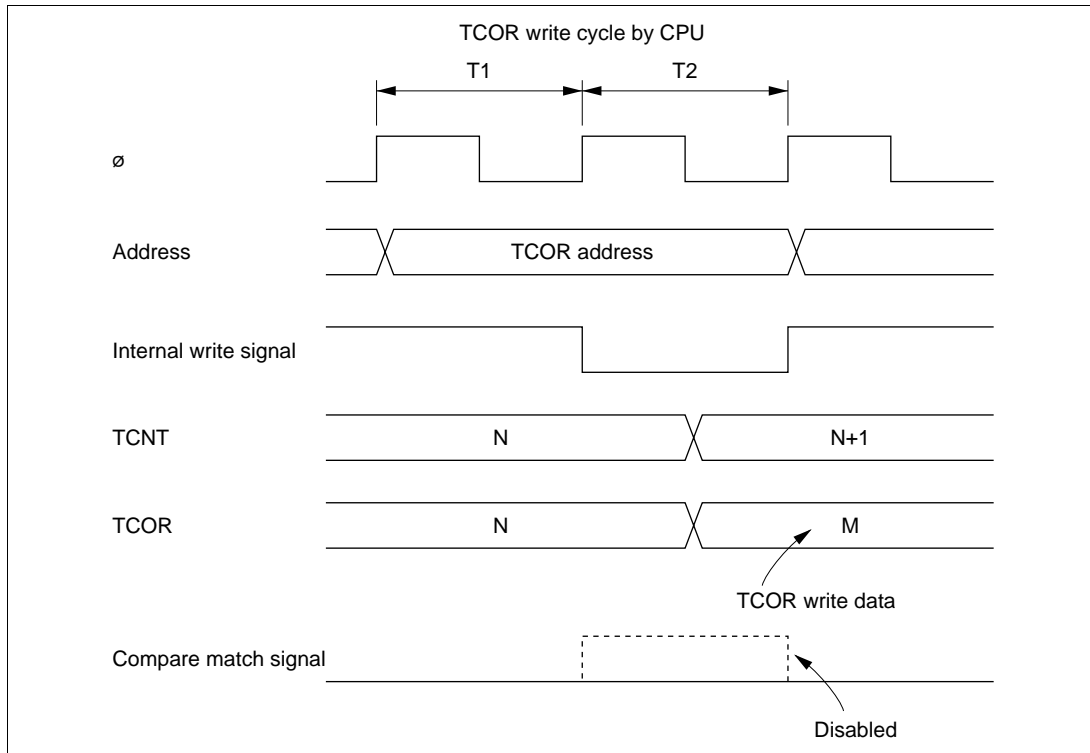 TCOR write cycle by CPU
T1 T2
ø
Address TCOR address
Internal write signal
TCNT N N+1
TCOR N M
TCOR write data
Compare match signal
Disabled